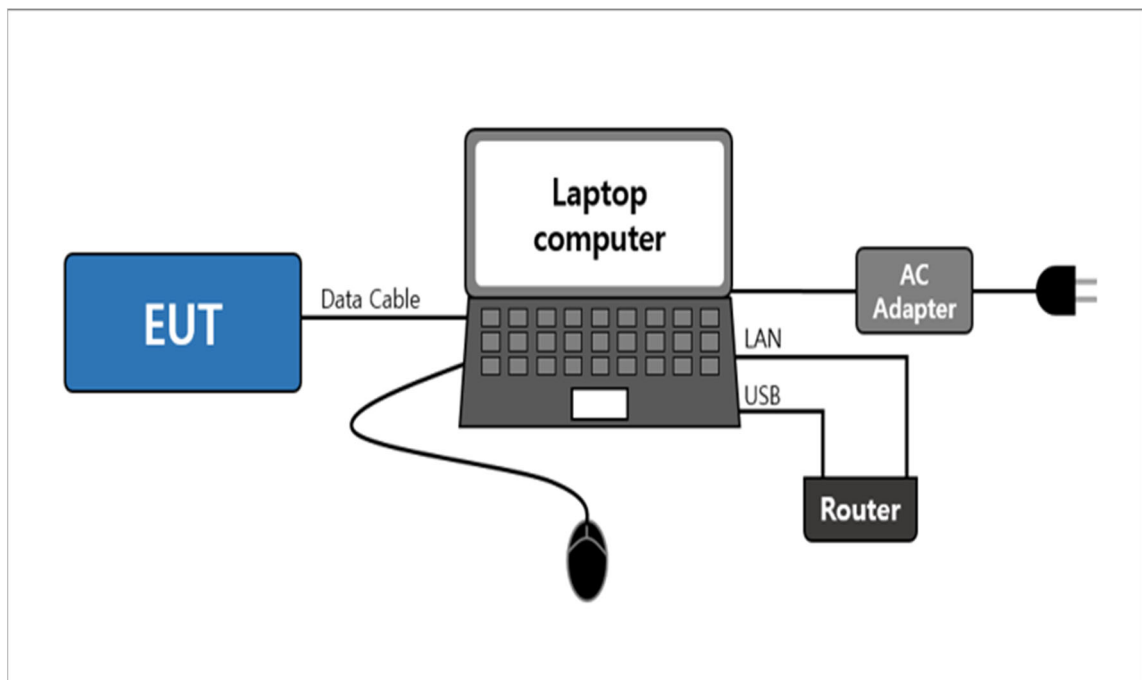 Laptop
computer
EUT
Data Cable
AC
Adapter
LAN
USB
Router